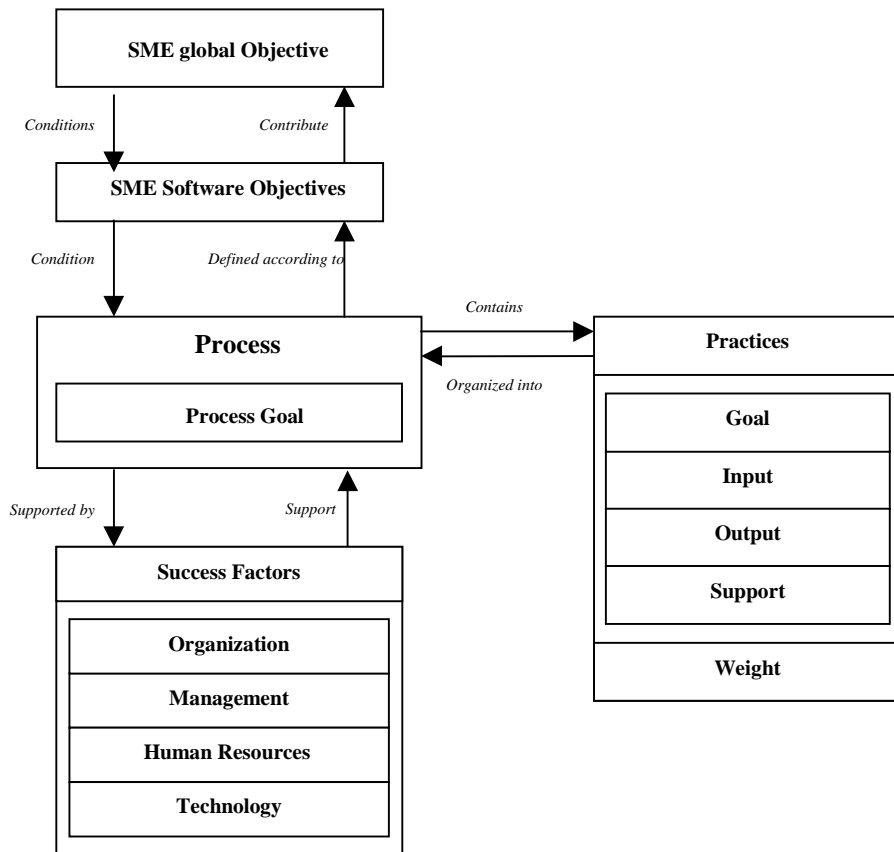 SME global Objective
Conditions
Contribute
SME Software Objectives
Condition
Defined according to
Contains
Process
Practices
Organized into
Process Goal
Goal
Input
Supported by
Support
Output
Success Factors
Support
Organization
Weight
Management
Human Resources
Technology